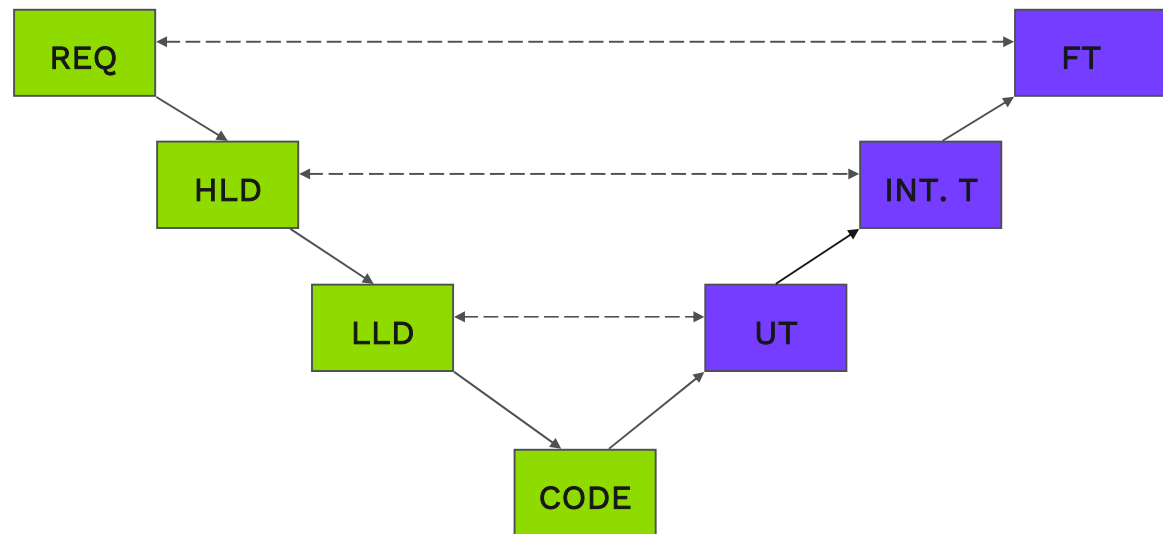 REQ
FT
HLD
INT. T
LLD
UT
CODE